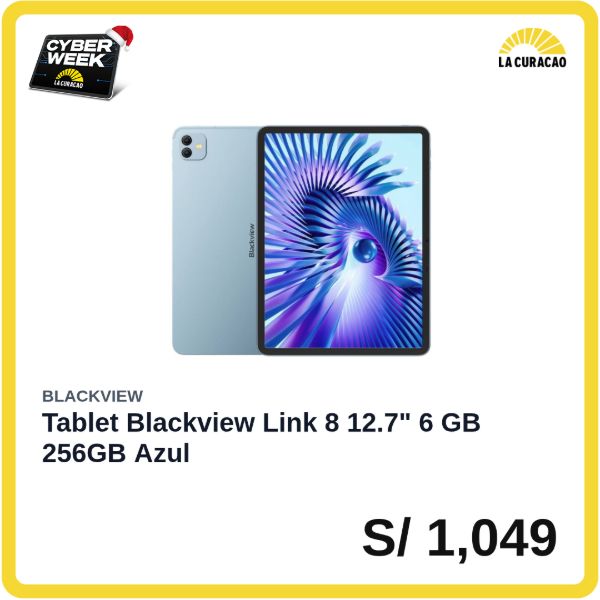 CYBER
WEEK
LA CURACAO
LA CURACAO
Blackview
BLACKVIEW
Tablet Blackview Link 8 12.7" 6 GB
256GB Azul
S/ 1,049